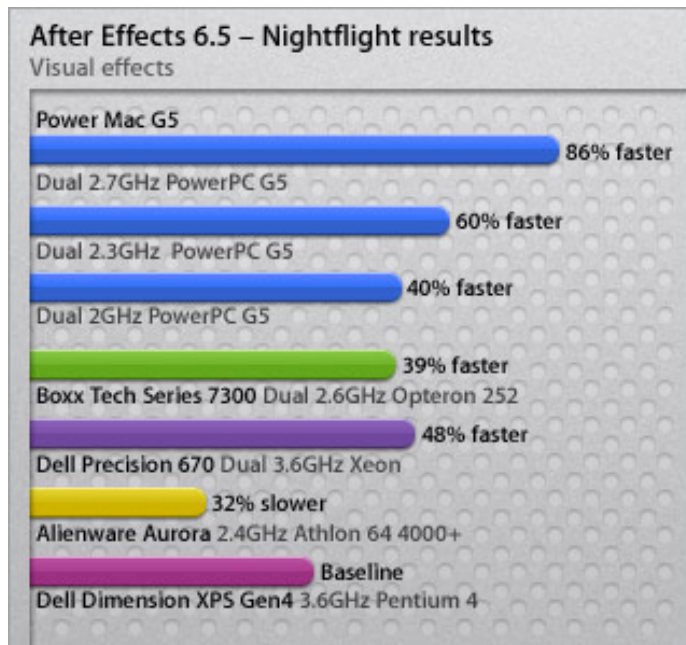 After Effects 6.5 – Nightflight results
Visual effects
Power Mac G5
86% faster
Dual 2.7GHz PowerPC G5
60% faster
Dual 2.3GHz PowerPC G5
40% faster
Dual 2GHz PowerPC G5
39% faster
Boxx Tech Series 7300 Dual 2.6GHz Opteron 252
48% faster
Dell Precision 670 Dual 3.6GHz Xeon
32% slower
Alienware Aurora 2.4GHz Athlon 64 4000+
Baseline
Dell Dimension XPS Gen4 3.6GHz Pentium 4